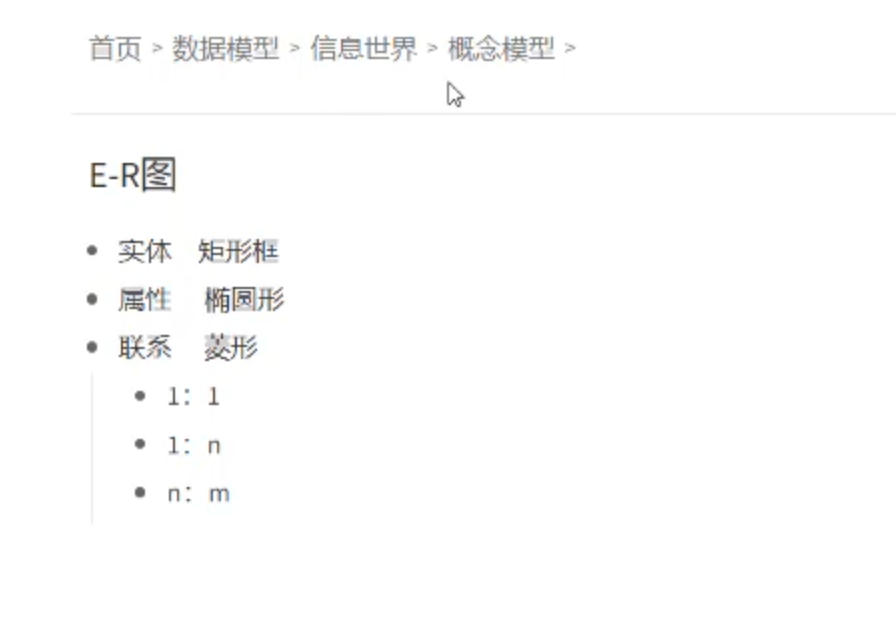 首页 > 数据模型 > 信息世界 > 概念模型 >
E-R图
实体 矩形框
属性 椭圆形
联系 菱形
1：1
1：n
n：m